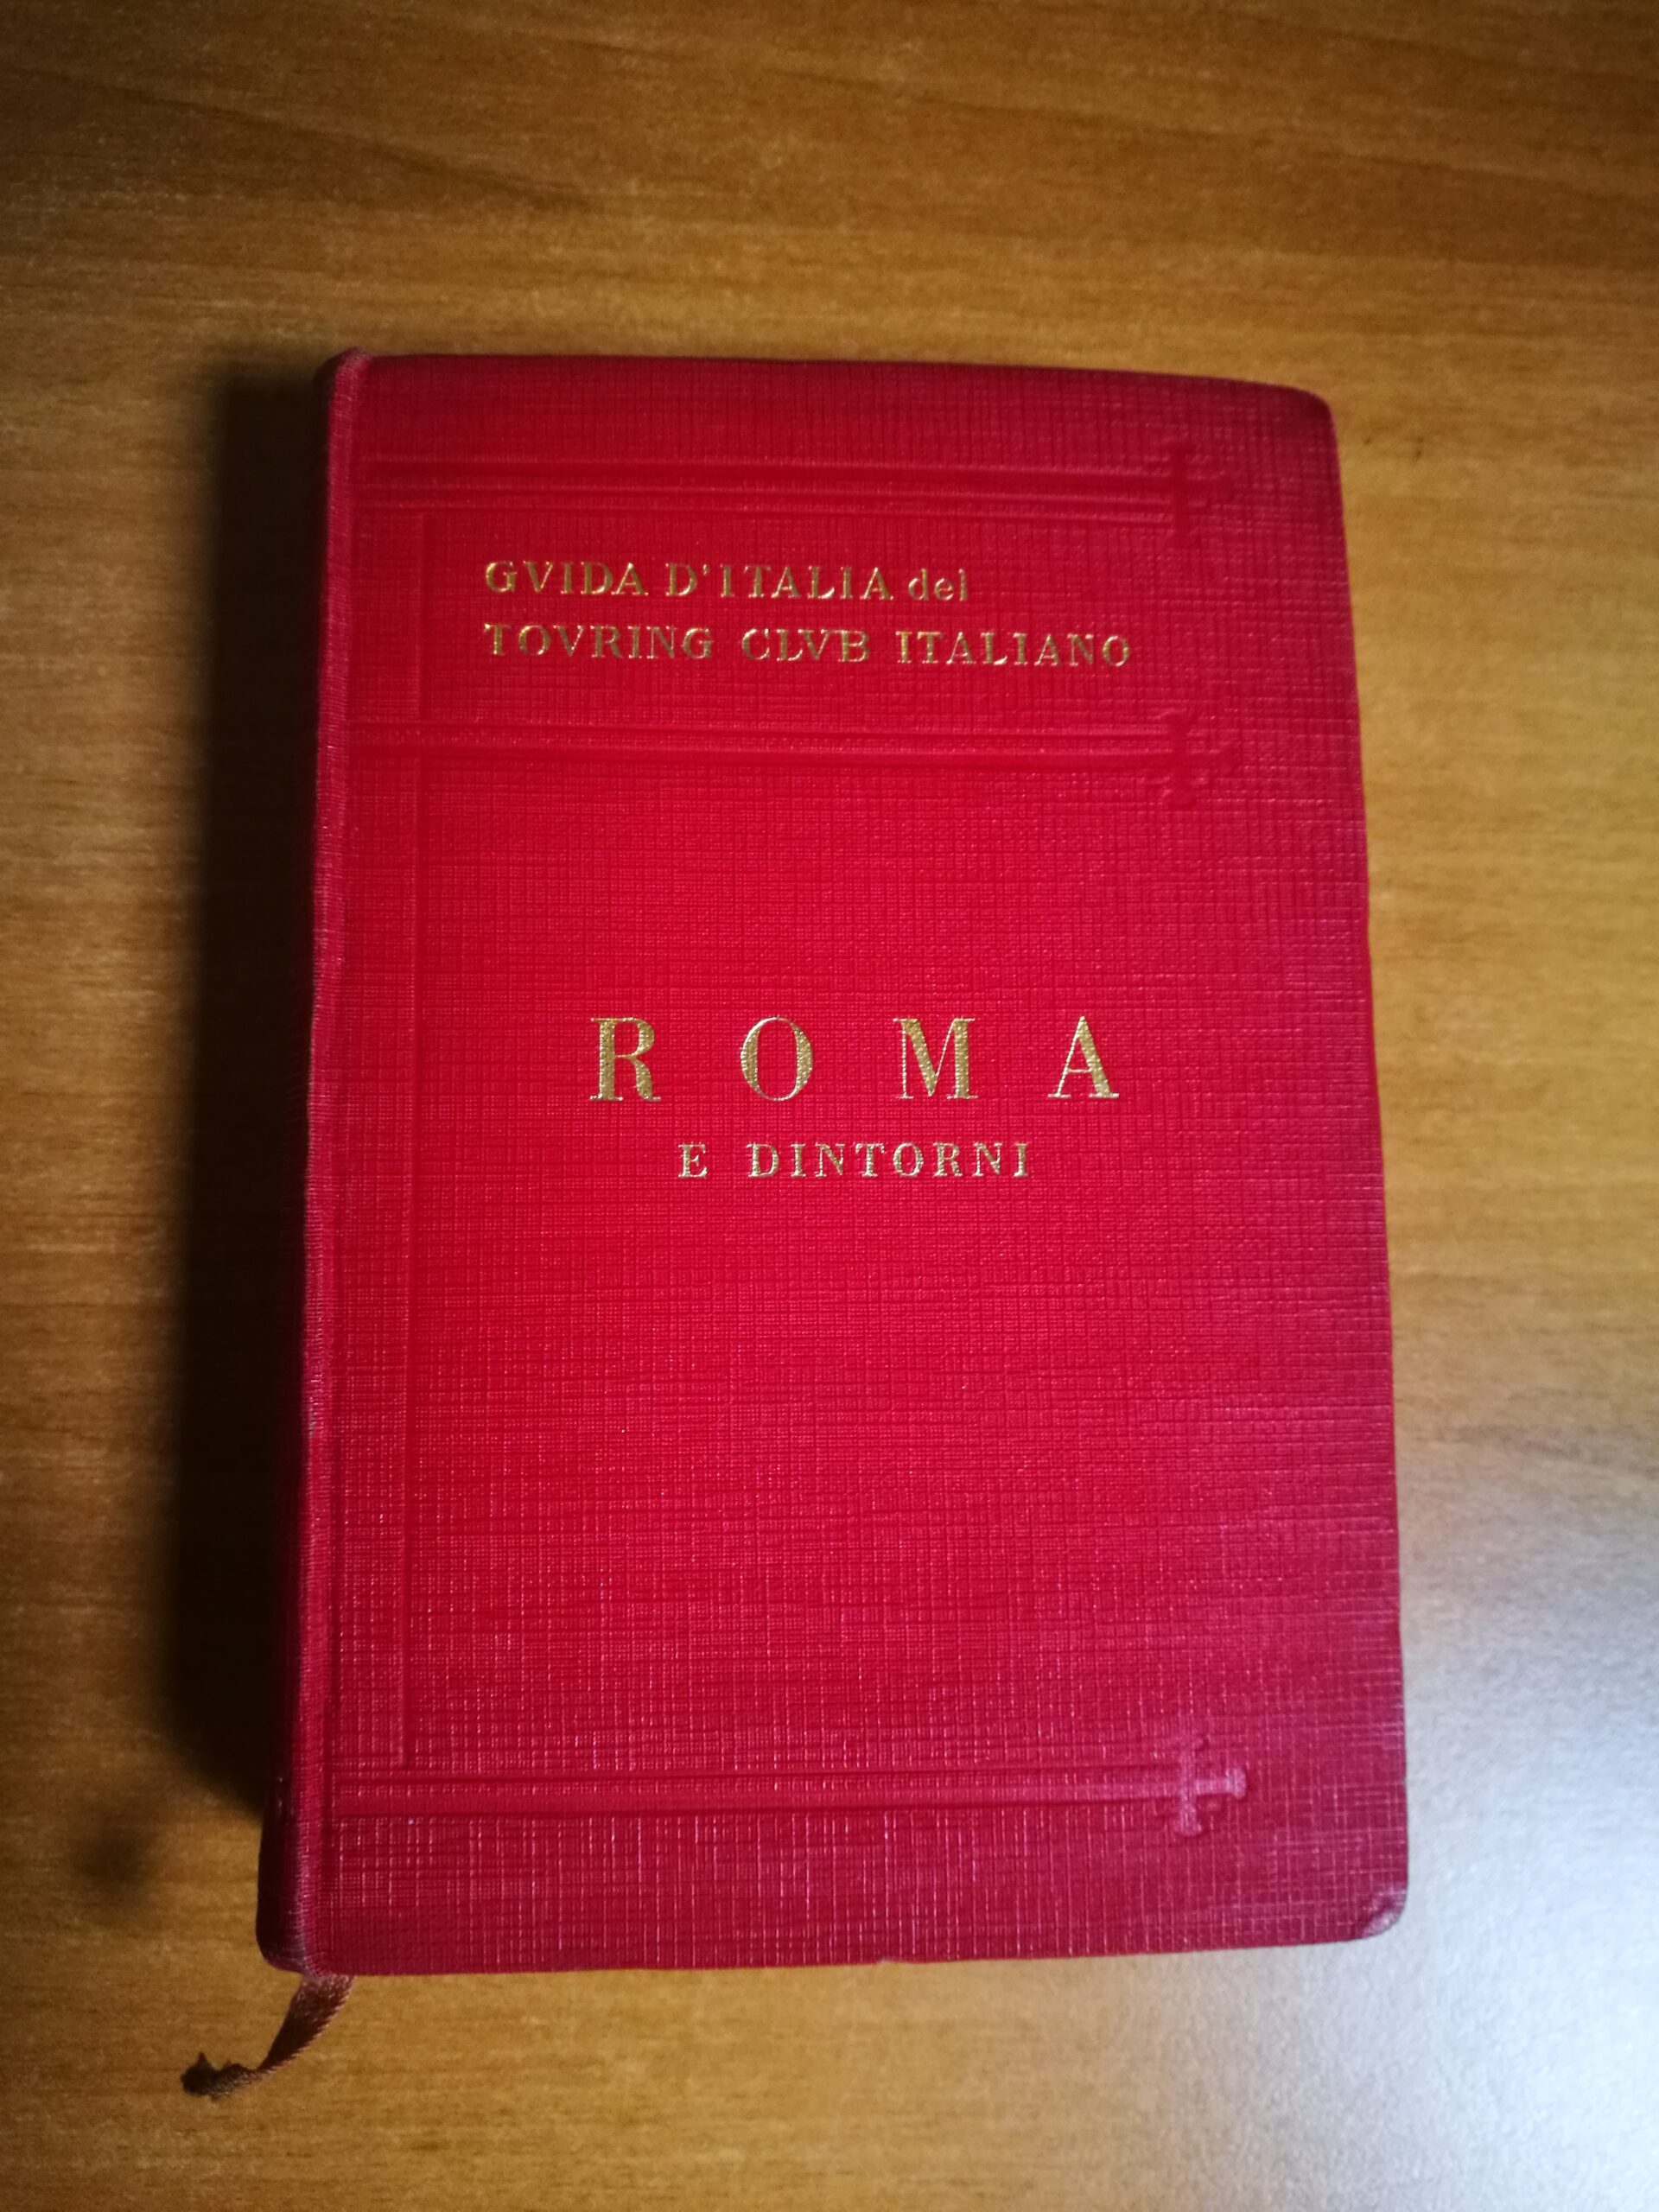 GVIDA D'ITALIA del
TOVRING CLVB ITALIANO
ROMA
E DINTORNI